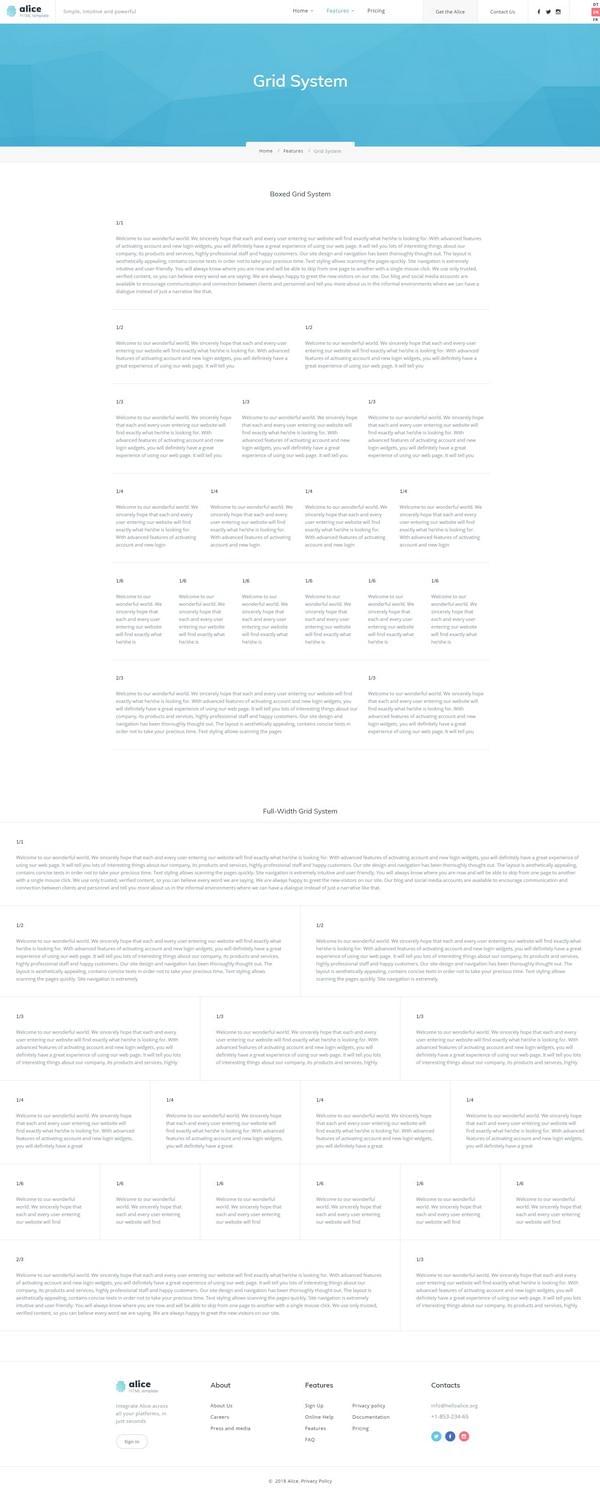 alice
HTML template
Simple, intuitive and powerful
Home
Features
Pricing
Get the Alice
Contact Us
DT
EN
FR
Grid System
Home / Features / Grid System
Boxed Grid System
1/1
Welcome to our wonderful world. We sincerely hope that each and every user entering our website will find exactly what he/she is looking for. With advanced features
of activating account and new login widgets, you will definitely have a great experience of using our web page. It will tell you lots of interesting things about our
company, its products and services, highly professional staff and happy customers. Our site design and navigation has been thoroughly thought out. The layout is
aesthetically appealing, contains concise texts in order not to take your precious time. Text styling allows scanning the pages quickly. Site navigation is extremely
intuitive and user-friendly. You will always know where you are now and will be able to skip from one page to another with a single mouse click. We use only trusted,
verified content, so you can believe every word we are saying. We are always happy to greet the new visitors on our site. Our blog and social media accounts are
available to encourage communication and connection between clients and personnel and tell you more about us in the informal environments where we can have a
dialogue instead of just a narrative like that.
1/2
Welcome to our wonderful world. We sincerely hope that each and every user
entering our website will find exactly what he/she is looking for. With advanced
features of activating account and new login widgets, you will definitely have a
great experience of using our web page. It will tell you
1/2
Welcome to our wonderful world. We sincerely hope that each and every user
entering our website will find exactly what he/she is looking for. With advanced
features of activating account and new login widgets, you will definitely have a
great experience of using our web page. It will tell you
1/3
Welcome to our wonderful world. We sincerely hope
that each and every user entering our website will
find exactly what he/she is looking for. With
advanced features of activating account and new
login widgets, you will definitely have a great
experience of using our web page. It will tell you
1/3
Welcome to our wonderful world. We sincerely hope
that each and every user entering our website will
find exactly what he/she is looking for. With
advanced features of activating account and new
login widgets, you will definitely have a great
experience of using our web page. It will tell you
1/3
Welcome to our wonderful world. We sincerely hope
that each and every user entering our website will
find exactly what he/she is looking for. With
advanced features of activating account and new
login widgets, you will definitely have a great
experience of using our web page. It will tell you
1/4
Welcome to our wonderful world. We
sincerely hope that each and every
user entering our website will find
exactly what he/she is looking for.
With advanced features of activating
account and new login
1/4
Welcome to our wonderful world. We
sincerely hope that each and every
user entering our website will find
exactly what he/she is looking for.
With advanced features of activating
account and new login
1/4
Welcome to our wonderful world. We
sincerely hope that each and every
user entering our website will find
exactly what he/she is looking for.
With advanced features of activating
account and new login
1/4
Welcome to our wonderful world. We
sincerely hope that each and every
user entering our website will find
exactly what he/she is looking for.
With advanced features of activating
account and new login
1/6
Welcome to our
wonderful world. We
sincerely hope that
each and every user
entering our website
will find exactly what
he/she is
1/6
Welcome to our
wonderful world. We
sincerely hope that
each and every user
entering our website
will find exactly what
he/she is
1/6
Welcome to our
wonderful world. We
sincerely hope that
each and every user
entering our website
will find exactly what
he/she is
1/6
Welcome to our
wonderful world. We
sincerely hope that
each and every user
entering our website
will find exactly what
he/she is
1/6
Welcome to our
wonderful world. We
sincerely hope that
each and every user
entering our website
will find exactly what
he/she is
1/6
Welcome to our
wonderful world. We
sincerely hope that
each and every user
entering our website
will find exactly what
he/she is
2/3
Welcome to our wonderful world. We sincerely hope that each and every user entering our website will find
exactly what he/she is looking for. With advanced features of activating account and new login widgets, you
will definitely have a great experience of using our web page. It will tell you lots of interesting things about our
company, its products and services, highly professional staff and happy customers. Our site design and
navigation has been thoroughly thought out. The layout is aesthetically appealing, contains concise texts in
order not to take your precious time. Text styling allows scanning the pages
1/3
Welcome to our wonderful world. We sincerely hope
that each and every user entering our website will
find exactly what he/she is looking for. With
advanced features of activating account and new
login widgets, you will definitely have a great
experience of using our web page. It will tell you
Full-Width Grid System
1/1
Welcome to our wonderful world. We sincerely hope that each and every user entering our website will find exactly what he/she is looking for. With advanced features of activating account and new login widgets, you will definitely have a great experience of
using our web page. It will tell you lots of interesting things about our company, its products and services, highly professional staff and happy customers. Our site design and navigation has been thoroughly thought out. The layout is aesthetically appealing,
contains concise texts in order not to take your precious time. Text styling allows scanning the pages quickly. Site navigation is extremely intuitive and user-friendly. You will always know where you are now and will be able to skip from one page to another
with a single mouse click. We use only trusted, verified content, so you can believe every word we are saying. We are always happy to greet the new visitors on our site. Our blog and social media accounts are available to encourage communication and
connection between clients and personnel and tell you more about us in the informal environments where we can have a dialogue instead of just a narrative like that.
1/2
Welcome to our wonderful world. We sincerely hope that each and every user entering our website will find
exactly what he/she is looking for. With advanced features of activating account and new login widgets, you will
definitely have a great experience of using our web page. It will tell you lots of interesting things about our company, its products and services,
highly professional staff and happy customers. Our site design and navigation has been thoroughly thought out. The
layout is aesthetically appealing, contains concise texts in order not to take your precious time. Text styling allows
scanning the pages quickly. Site navigation is extremely
1/2
Welcome to our wonderful world. We sincerely hope that each and every user entering our website will find
exactly what he/she is looking for. With advanced features of activating account and new login widgets, you will
definitely have a great experience of using our web page. It will tell you lots of interesting things about our company, its products and services,
highly professional staff and happy customers. Our site design and navigation has been thoroughly thought out. The
layout is aesthetically appealing, contains concise texts in order not to take your precious time. Text styling allows
scanning the pages quickly. Site navigation is extremely
1/3
Welcome to our wonderful world. We sincerely hope that each and every
user entering our website will find exactly what he/she is looking for. With
advanced features of activating account and new login widgets, you will
definitely have a great experience of using our web page. It will tell you lots
of interesting things about our company, its products and services, highly
1/3
Welcome to our wonderful world. We sincerely hope that each and every
user entering our website will find exactly what he/she is looking for. With
advanced features of activating account and new login widgets, you will
definitely have a great experience of using our web page. It will tell you lots
of interesting things about our company, its products and services, highly
1/3
Welcome to our wonderful world. We sincerely hope that each and every
user entering our website will find exactly what he/she is looking for. With
advanced features of activating account and new login widgets, you will
definitely have a great experience of using our web page. It will tell you lots
of interesting things about our company, its products and services, highly
1/4
Welcome to our wonderful world. We sincerely hope
that each and every user entering our website will
find exactly what he/she is looking for. With advanced
features of activating account and new login widgets,
you will definitely have a great
1/4
Welcome to our wonderful world. We sincerely hope
that each and every user entering our website will
find exactly what he/she is looking for. With advanced
features of activating account and new login widgets,
you will definitely have a great
1/4
Welcome to our wonderful world. We sincerely hope
that each and every user entering our website will
find exactly what he/she is looking for. With advanced
features of activating account and new login widgets,
you will definitely have a great
1/4
Welcome to our wonderful world. We sincerely hope
that each and every user entering our website will
find exactly what he/she is looking for. With advanced
features of activating account and new login widgets,
you will definitely have a great
1/6
Welcome to our wonderful
world. We sincerely hope that
each and every user entering
our website will find
1/6
Welcome to our wonderful
world. We sincerely hope that
each and every user entering
our website will find
1/6
Welcome to our wonderful
world. We sincerely hope that
each and every user entering
our website will find
1/6
Welcome to our wonderful
world. We sincerely hope that
each and every user entering
our website will find
1/6
Welcome to our wonderful
world. We sincerely hope that
each and every user entering
our website will find
1/6
Welcome to our wonderful
world. We sincerely hope that
each and every user entering
our website will find
2/3
Welcome to our wonderful world. We sincerely hope that each and every user entering our website will find exactly what he/she is looking for. With advanced features
of activating account and new login widgets, you will definitely have a great experience of using our web page. It will tell you lots of interesting things about our
company, its products and services, highly professional staff and happy customers. Our site design and navigation has been thoroughly thought out. The layout is
aesthetically appealing, contains concise texts in order not to take your precious time. Text styling allows scanning the pages quickly. Site navigation is extremely
intuitive and user-friendly. You will always know where you are now and will be able to skip from one page to another with a single mouse click. We use only trusted,
verified content, so you can believe every word we are saying. We are always happy to greet the new visitors on our site.
1/3
Welcome to our wonderful world. We sincerely hope that each and every
user entering our website will find exactly what he/she is looking for. With
advanced features of activating account and new login widgets, you will
definitely have a great experience of using our web page. It will tell you lots
of interesting things about our company, its products and services, highly
alice
HTML template
Integrate Alice across
all your platforms, in
just seconds
Sign In
About
About Us
Careers
Press and media
Features
Sign Up
Online Help
Features
FAQ
Privacy policy
Documentation
Pricing
Contacts
info@helloalice.org
+1-853-234-65
© 2018 Alice. Privacy Policy